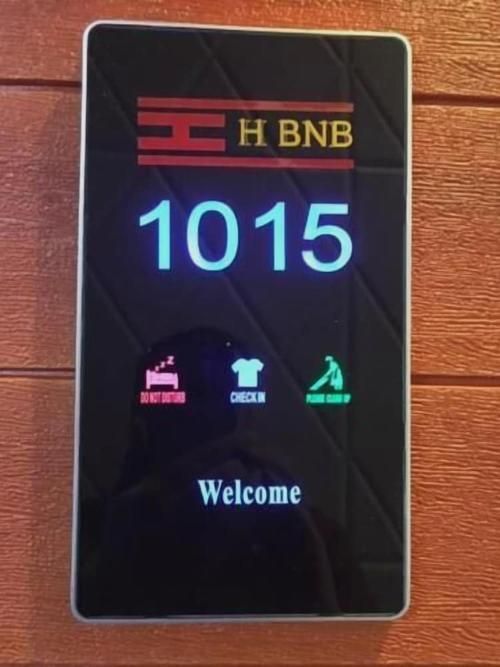 H BNB
1015
DO NOT DISTURB
CHECK IN
PLEASE CLEAN UP
Welcome